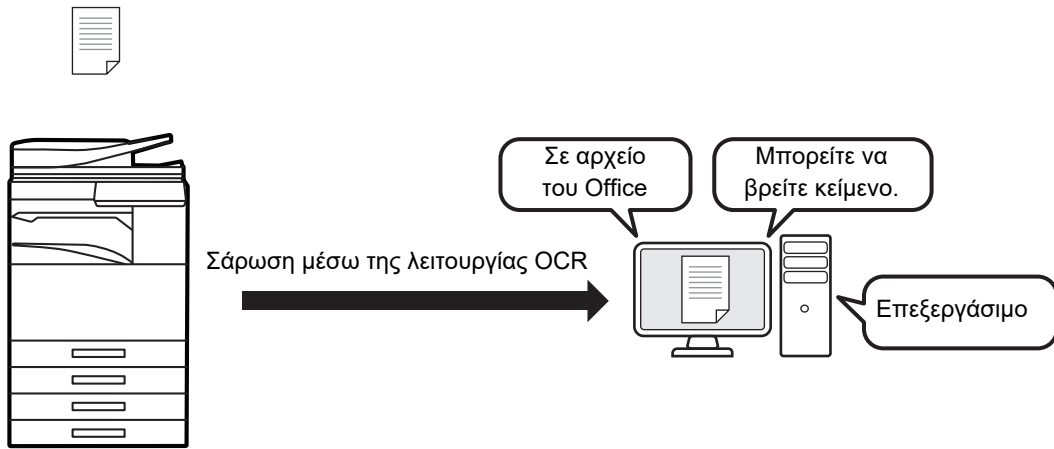 Σε αρχείο
του Office
Μπορείτε να
βρείτε κείμενο.
Σάρωση μέσω της λειτουργίας OCR
Επεξεργάσιμο